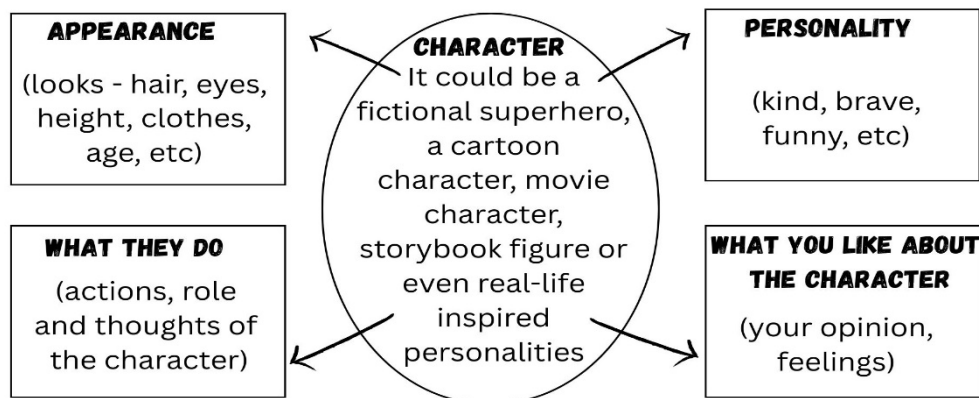 APPEARANCE
(looks - hair, eyes,
height, clothes,
age, etc)
CHARACTER
It could be a
fictional superhero,
a cartoon
character, movie
character,
storybook figure or
even real-life
inspired
personalities
PERSONALITY
(kind, brave,
funny, etc)
WHAT THEY DO
(actions, role
and thoughts of
the character)
WHAT YOU LIKE ABOUT
THE CHARACTER
(your opinion,
feelings)